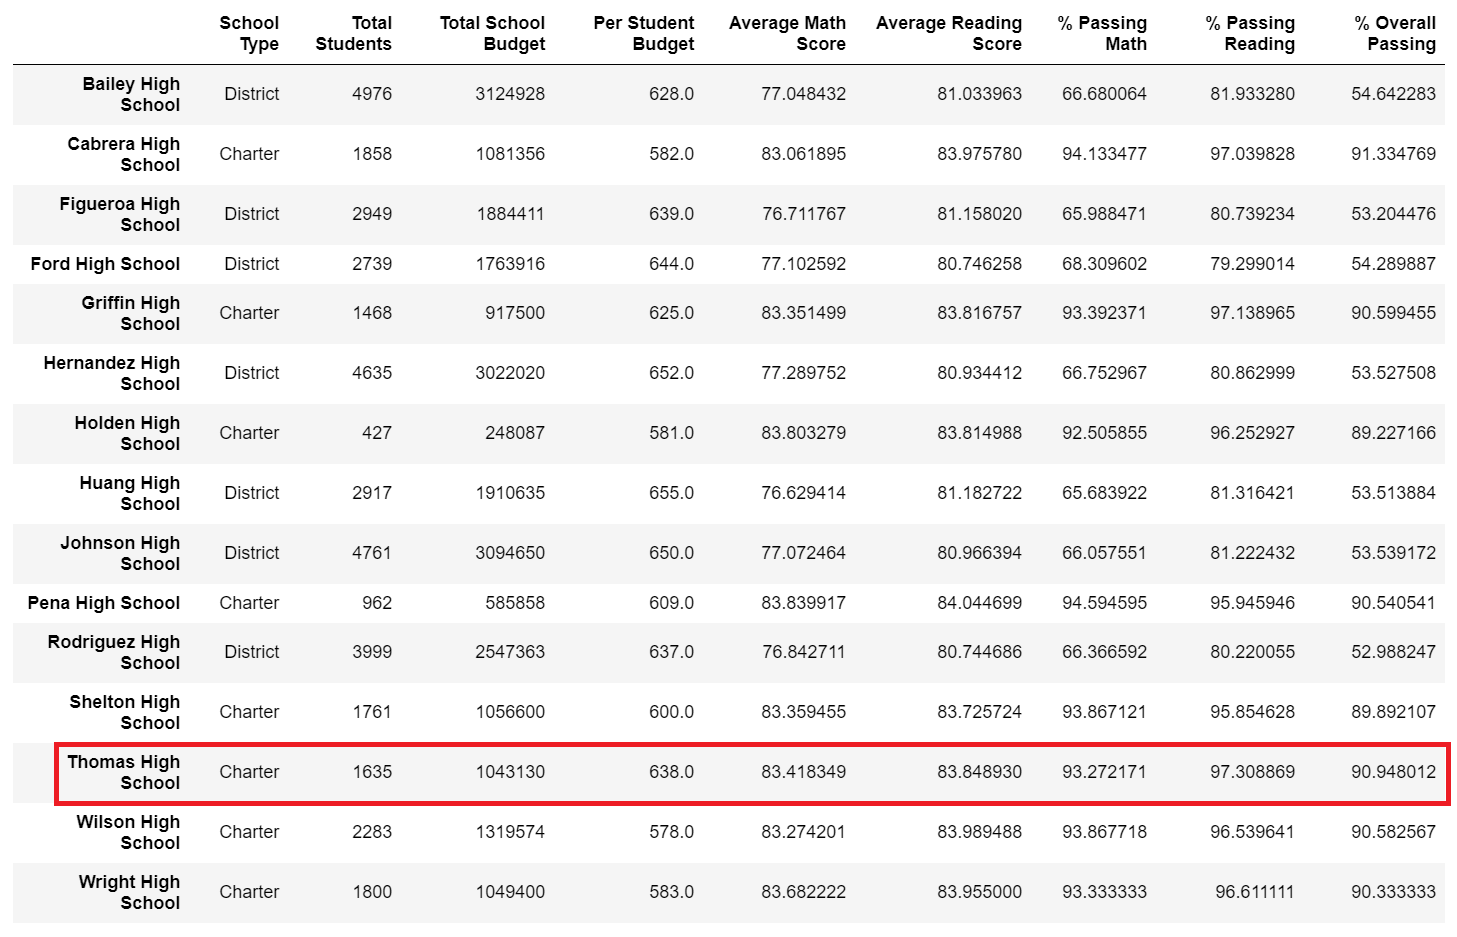 School Type Total Students Total School Budget Per Student Budget Average Math Score Average Reading Score % Passing Math % Passing Reading % Overall Passing
Bailey High School District 4976 3124928 628.0 77.048432 81.033963 66.680064 81.933280 54.642283
Cabrera High School Charter 1858 1081356 582.0 83.061895 83.975780 94.133477 97.039828 91.334769
Figueroa High School District 2949 1884411 639.0 76.711767 81.158020 65.988471 80.739234 53.204476
Ford High School District 2739 1763916 644.0 77.102592 80.746258 68.309602 79.299014 54.289887
Griffin High School Charter 1468 917500 625.0 83.351499 83.816757 93.392371 97.138965 90.599455
Hernandez High School District 4635 3022020 652.0 77.289752 80.934412 66.752967 80.862999 53.527508
Holden High School Charter 427 248087 581.0 83.803279 83.814988 92.505855 96.252927 89.227166
Huang High School District 2917 1910635 655.0 76.629414 81.182722 65.683922 81.316421 53.513884
Johnson High School District 4761 3094650 650.0 77.072464 80.966394 66.057551 81.222432 53.539172
Pena High School Charter 962 585858 609.0 83.839917 84.044699 94.594595 95.945946 90.540541
Rodriguez High School District 3999 2547363 637.0 76.842711 80.744686 66.366592 80.220055 52.988247
Shelton High School Charter 1761 1056600 600.0 83.359455 83.725724 93.867121 95.854628 89.892107
Thomas High School Charter 1635 1043130 638.0 83.418349 83.848930 93.272171 97.308869 90.948012
Wilson High School Charter 2283 1319574 578.0 83.274201 83.989488 93.867718 96.539641 90.582567
Wright High School Charter 1800 1049400 583.0 83.682222 83.955000 93.333333 96.611111 90.333333